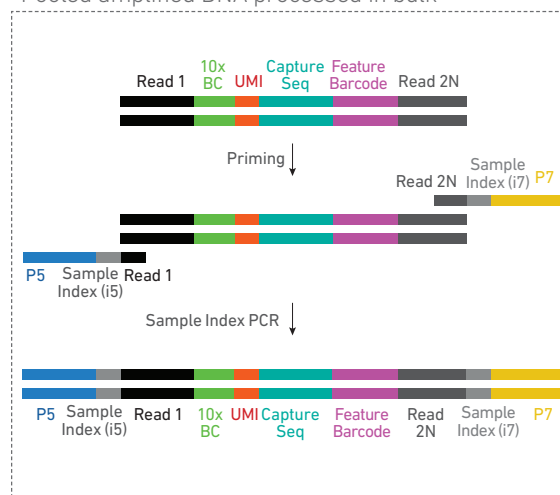 Pooled amplified DNA processed in bulk
Read 1
10x
BC
UMI
Capture
Seq
Feature
Barcode
Read 2N
Priming
Read 2N
Sample
Index (i7)
P7
P5
Sample
Index (i5)
Read 1
Sample Index PCR
P5
Sample
Index (i5)
Read 1
10x
BC
UMI
Capture
Seq
Feature
Barcode
Read
2N
Sample
Index (i7)
P7